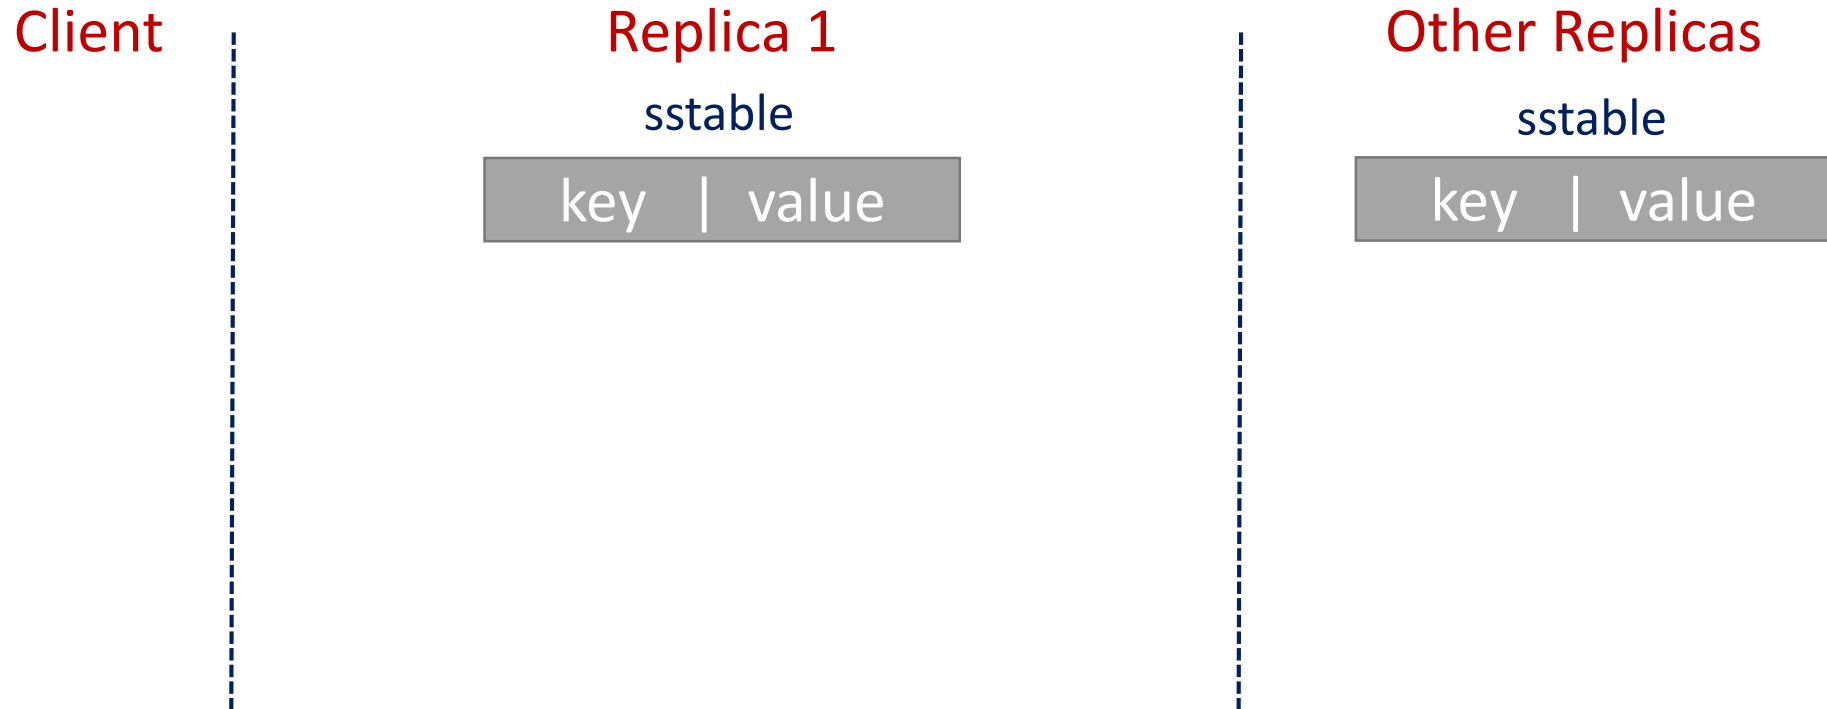 Client
Replica 1
Other Replicas
sstable
sstable
key | value
key | value